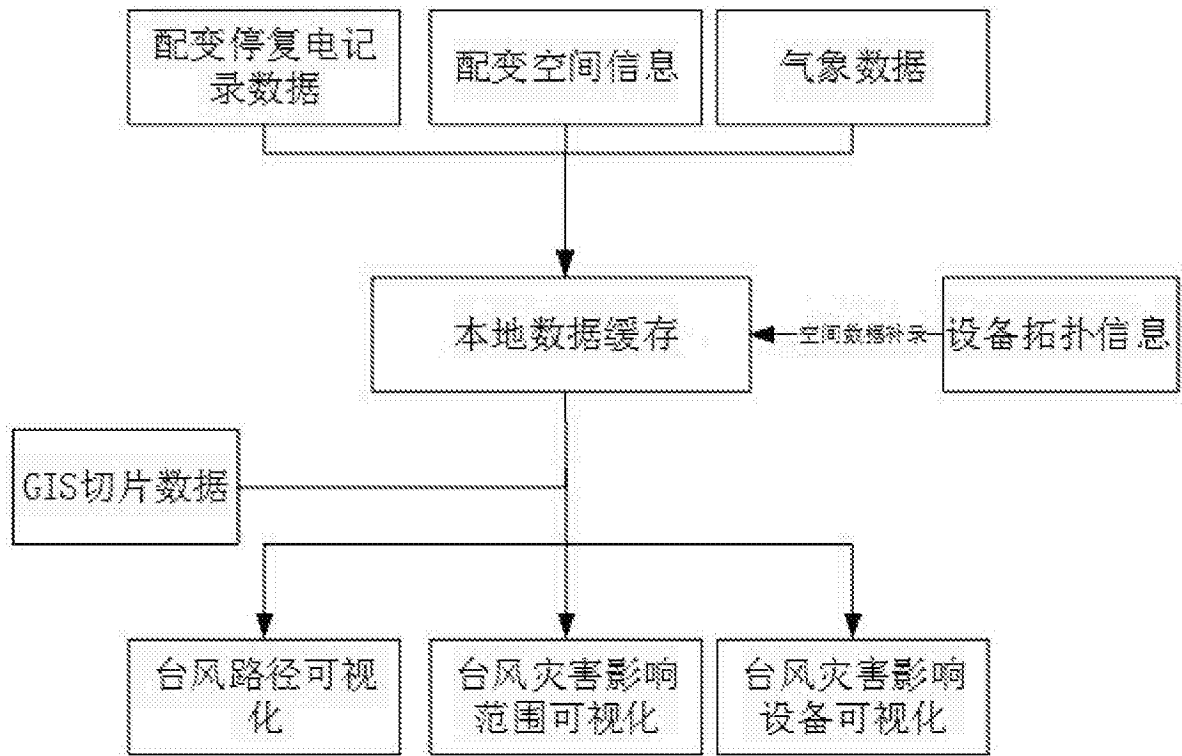 配变停复电记
录数据
配变空间信息
气象数据
本地数据缓存
空间数据补录
设备拓扑信息
GIS切片数据
台风路径可视
化
台风灾害影响
范围可视化
台风灾害影响
设备可视化